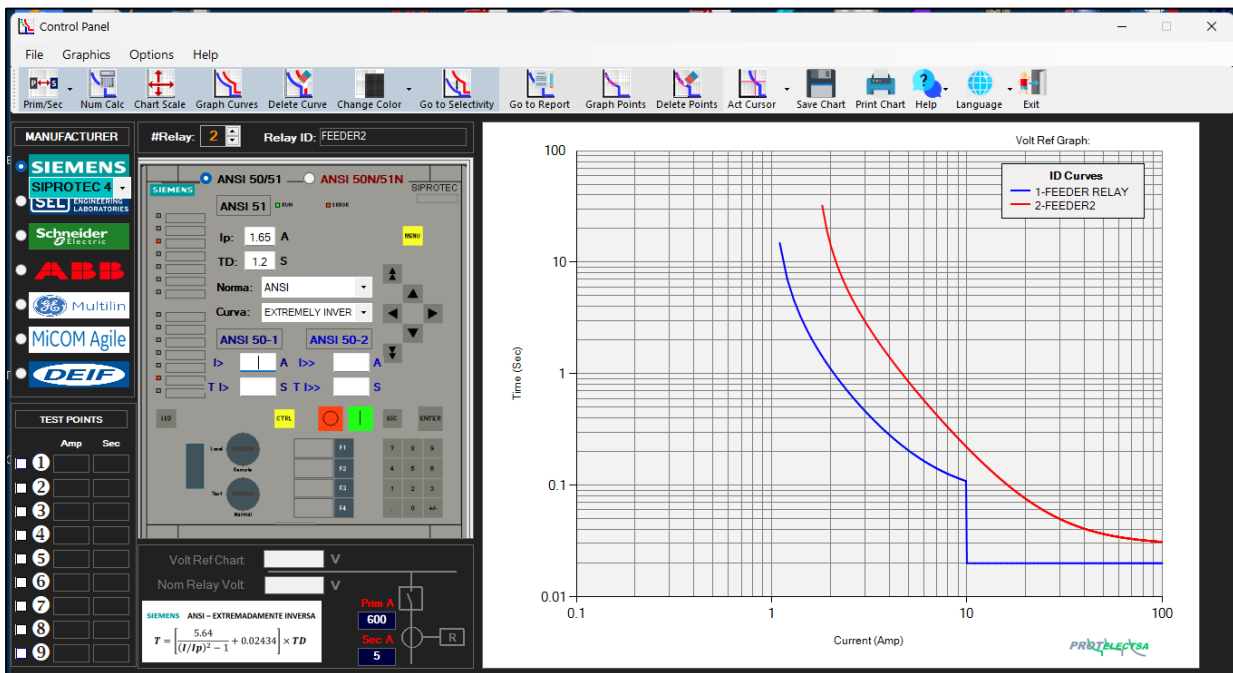 Control Panel
File Graphics Options Help
Prim/Sec Num Calc Chart Scale Graph Curves Delete Curve Change Color Go to Selectivity Go to Report Graph Points Delete Points Act Cursor Save Chart Print Chart Help Language Exit
MANUFACTURER
SIEMENS
SIPROTEC 4
SEL ENGINEERING
LABORATORIES
Schneider
Electric
ABB
GE Multilin
MiCOM Agile
DEIF
TEST POINTS
Amp Sec
1
2
3
4
5
6
7
8
9
#Relay: 2 Relay ID: FEEDER2
ANSI 50/51 ANSI 50N/51N
SIEMENS SIPROTEC
ANSI 51 RUN ERROR
Ip: 1.65 A MENU
TD: 1.2 S
Norma: ANSI
Curva: EXTREMELY INVER
ANSI 50-1 ANSI 50-2
I> A I>> A
T I> S T I>> S
LED CTRL ESC ENTER
Local
Remote
Test
Normal
F1
F2
F3
F4
7 8 9
4 5 6
1 2 3
. 0 +/-
Volt Ref Chart: V
Nom Relay Volt: V
SIEMENS ANSI – EXTREMADAMENTE INVERSA
T = [5.64 / ((I/Ip)² − 1) + 0.02434] × TD
Prim A
600
Sec A
5
R
Volt Ref Graph:
ID Curves
1-FEEDER RELAY
2-FEEDER2
100
10
1
0.1
0.01
Time (Sec)
0.1 1 10 100
Current (Amp)
PROTELECTSA